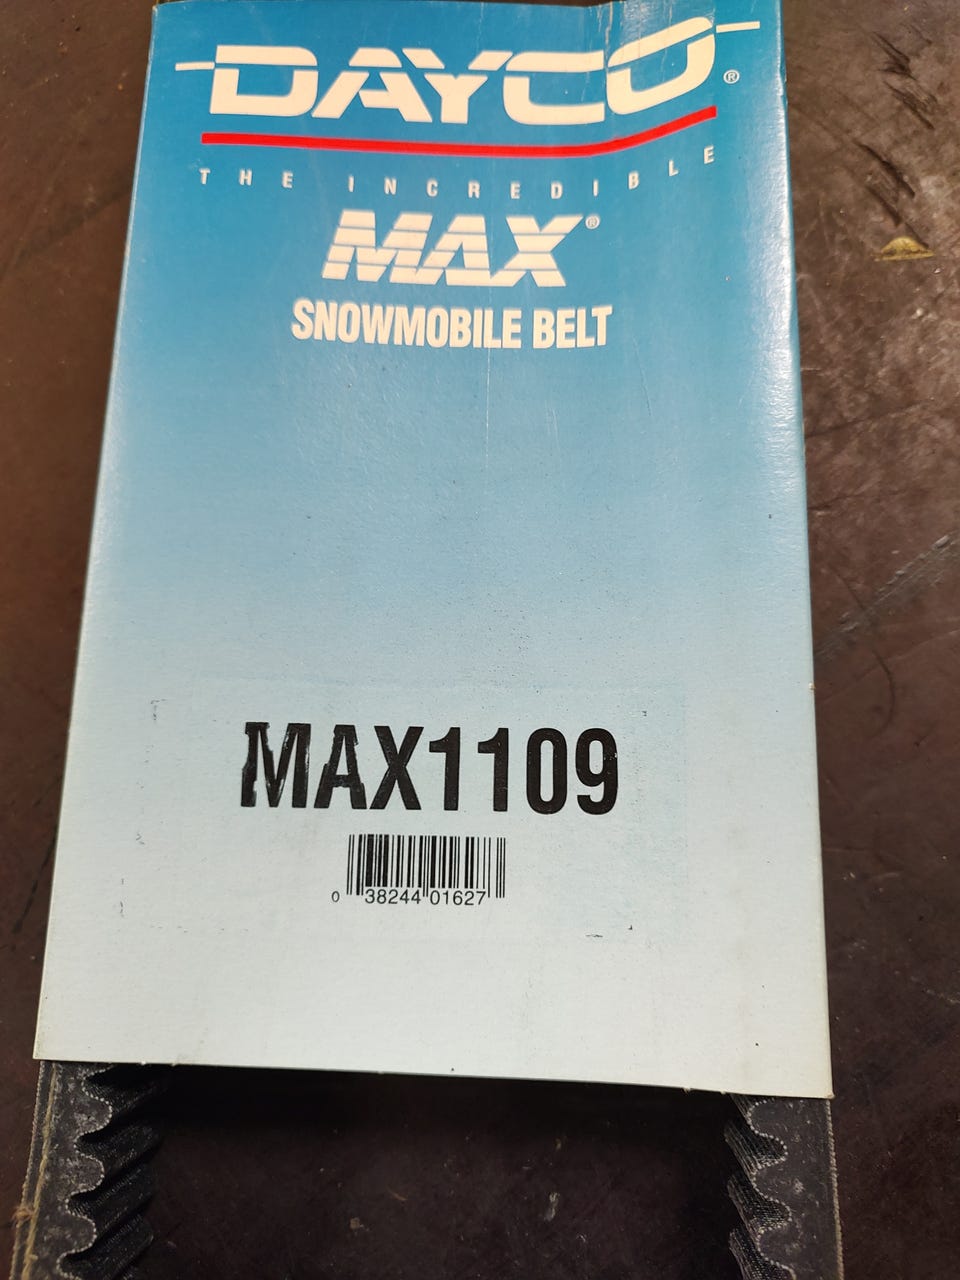 DAYCO®
THE INCREDIBLE
MAX®
SNOWMOBILE BELT
MAX1109
0 38244 01627